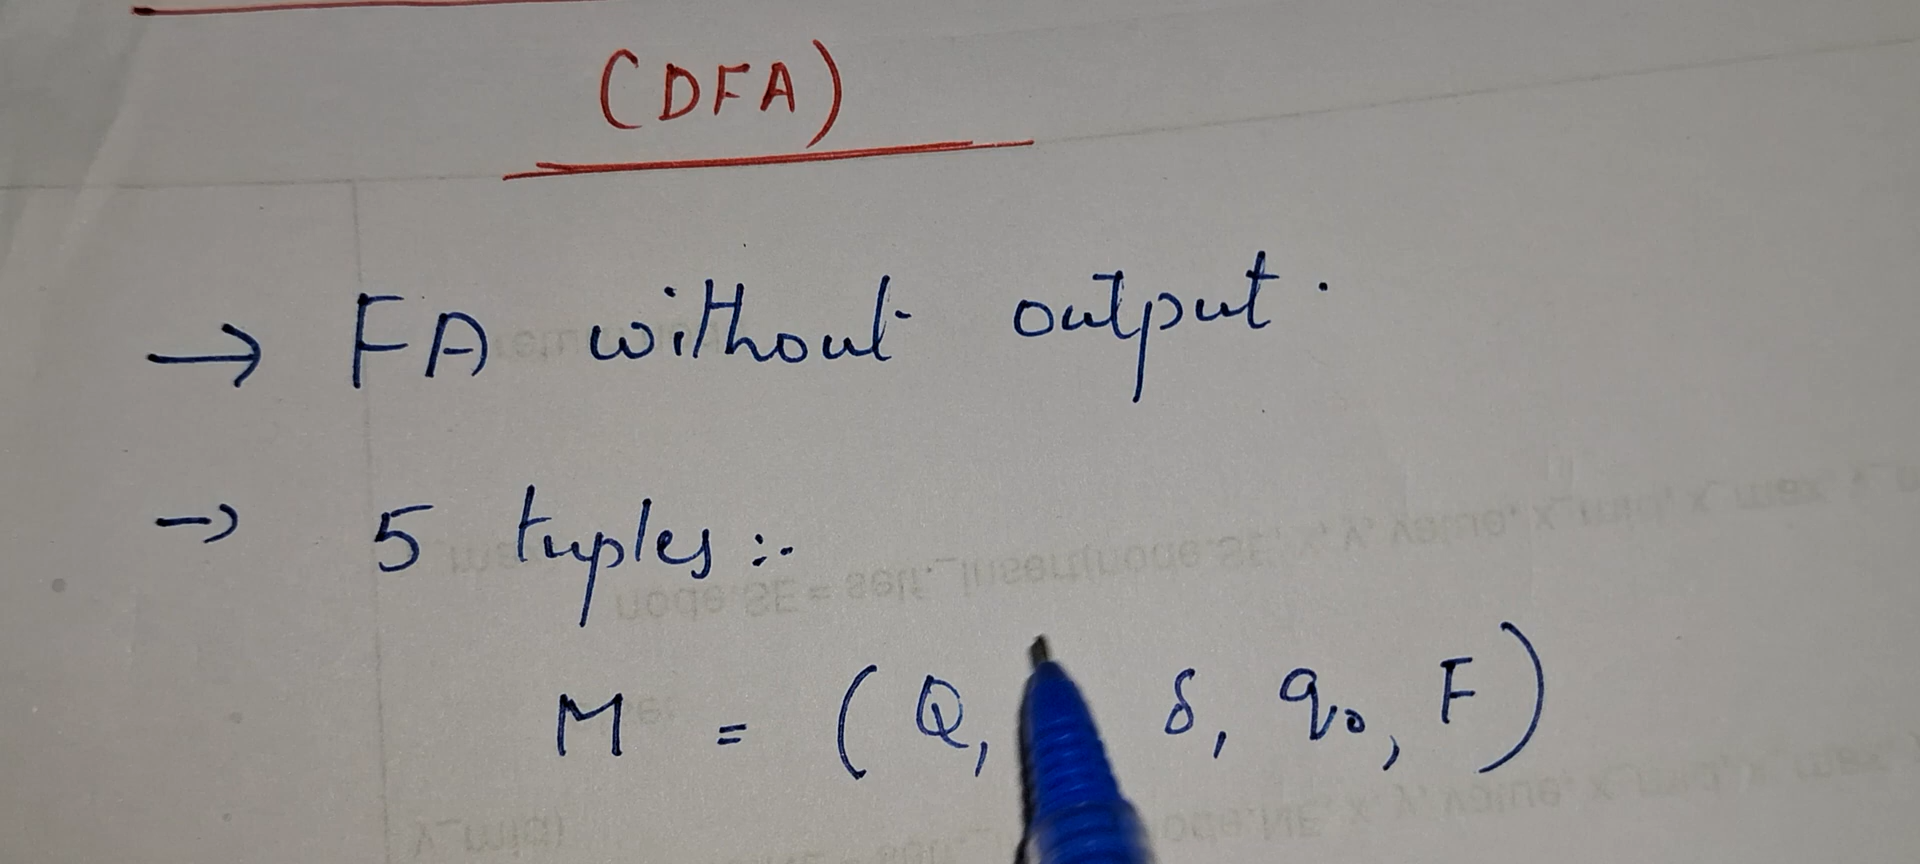 (DFA)
→ FA without output.
→ 5 tuples :-
M = (Q, δ, q₀, F)